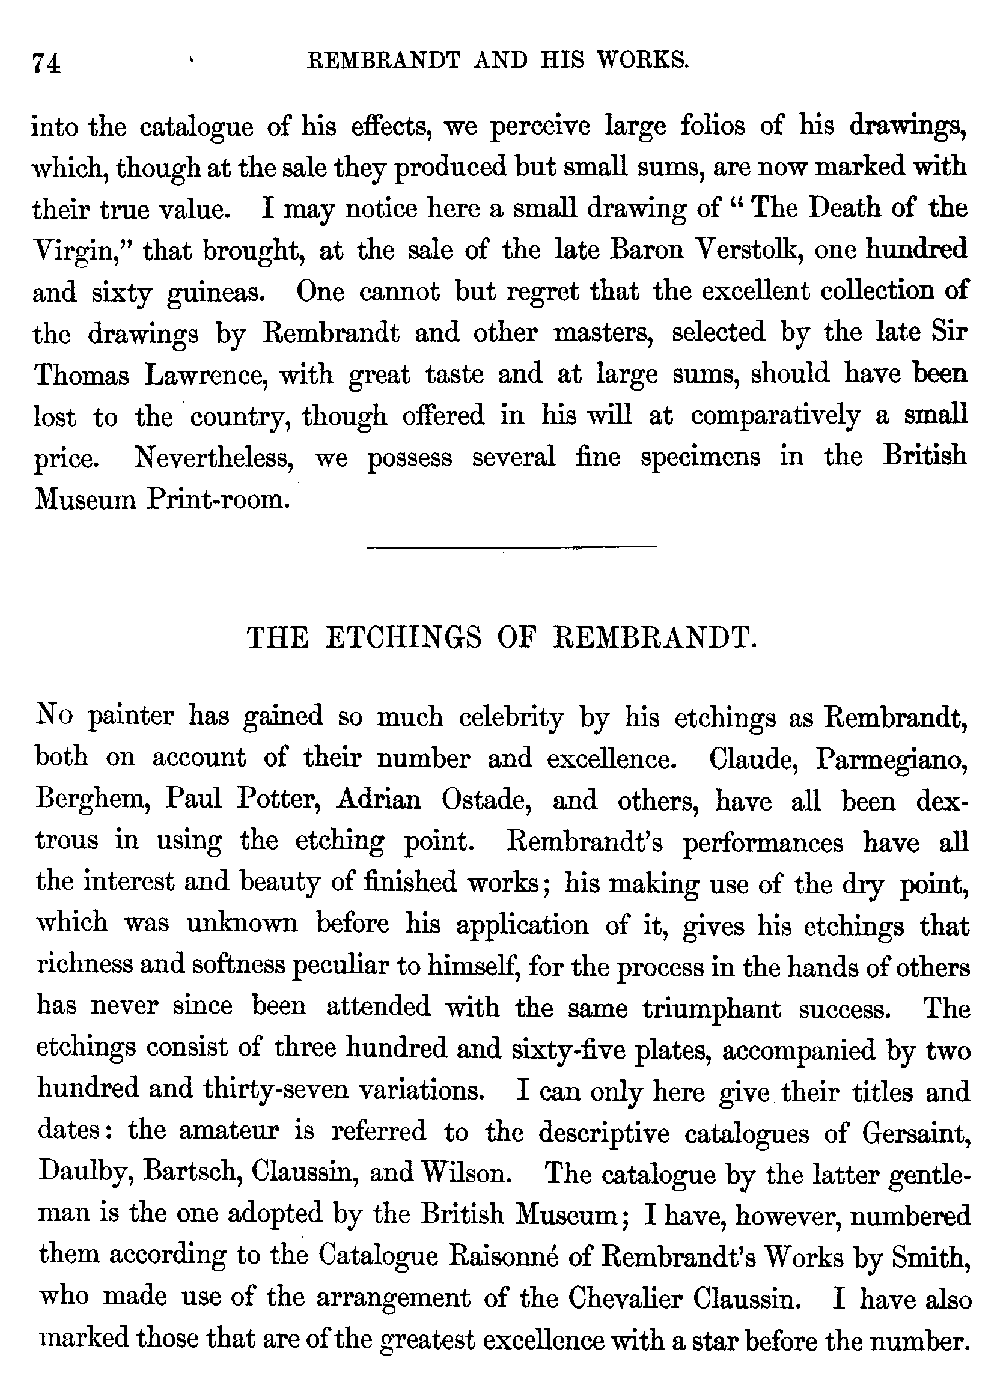 74 REMBRANDT AND HIS WORKS.
into the catalogue of his effects, we perceive large folios of his drawings,
which, though at the sale they produced but small sums, are now marked with
their true value. I may notice here a small drawing of “ The Death of the
Virgin,” that brought, at the sale of the late Baron Verstolk, one hundred
and sixty guineas. One cannot but regret that the excellent collection of
the drawings by Rembrandt and other masters, selected by the late Sir
Thomas Lawrence, with great taste and at large sums, should have been
lost to the country, though offered in his will at comparatively a small
price. Nevertheless, we possess several fine specimens in the British
Museum Print-room.
THE ETCHINGS OF REMBRANDT.
No painter has gained so much celebrity by his etchings as Rembrandt,
both on account of their number and excellence. Claude, Parmegiano,
Berghem, Paul Potter, Adrian Ostade, and others, have all been dex-
trous in using the etching point. Rembrandt’s performances have all
the interest and beauty of finished works; his making use of the dry point,
which was unknown before his application of it, gives his etchings that
richness and softness peculiar to himself, for the process in the hands of others
has never since been attended with the same triumphant success. The
etchings consist of three hundred and sixty-five plates, accompanied by two
hundred and thirty-seven variations. I can only here give their titles and
dates: the amateur is referred to the descriptive catalogues of Gersaint,
Daulby, Bartsch, Claussin, and Wilson. The catalogue by the latter gentle-
man is the one adopted by the British Museum; I have, however, numbered
them according to the Catalogue Raisonné of Rembrandt’s Works by Smith,
who made use of the arrangement of the Chevalier Claussin. I have also
marked those that are of the greatest excellence with a star before the number.